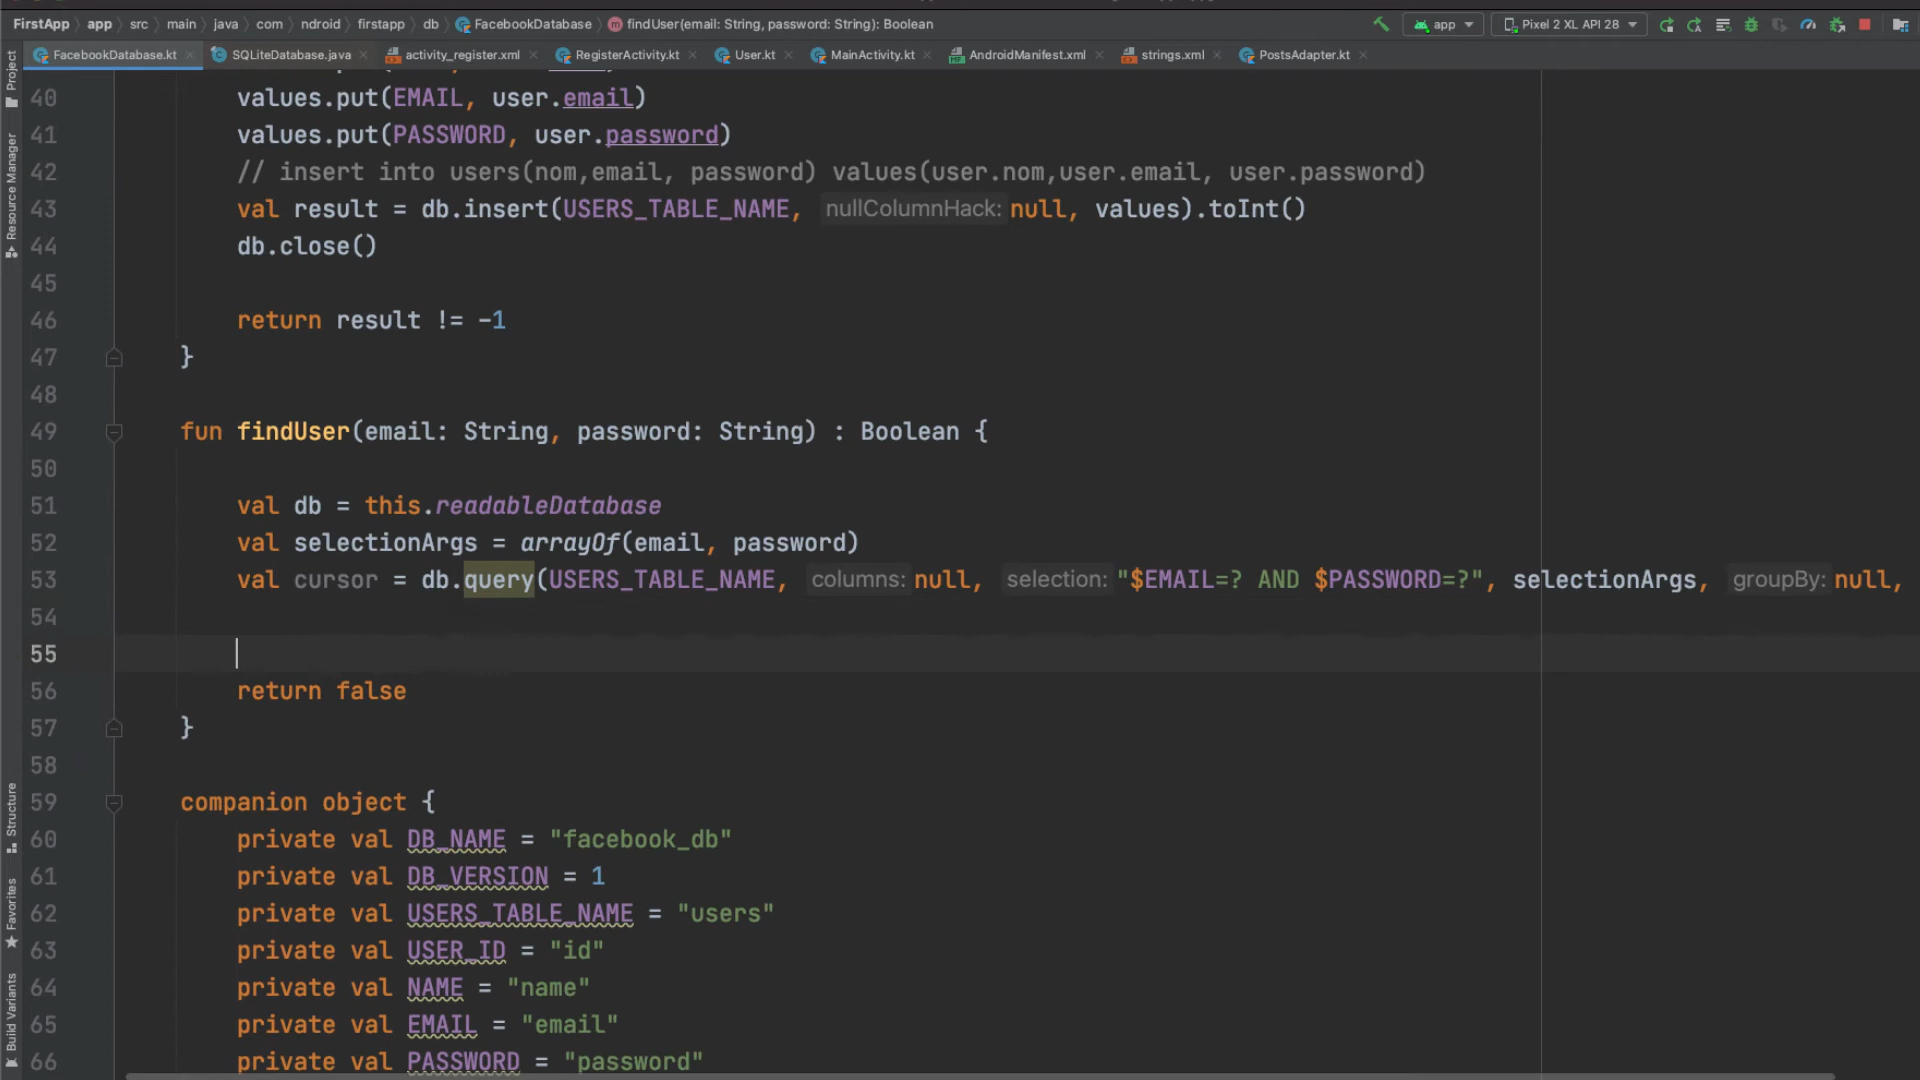 FirstApp app src main java com ndroid firstapp db FacebookDatabase findUser(email: String, password: String): Boolean app Pixel 2 XL API 28
FacebookDatabase.kt SQLiteDatabase.java activity_register.xml RegisterActivity.kt User.kt MainActivity.kt AndroidManifest.xml strings.xml PostsAdapter.kt
Project
Resource Manager
Structure
Favorites
Build Variants
40 values.put(EMAIL, user.email)
41 values.put(PASSWORD, user.password)
42 // insert into users(nom,email, password) values(user.nom,user.email, user.password)
43 val result = db.insert(USERS_TABLE_NAME, nullColumnHack: null, values).toInt()
44 db.close()
45
46 return result != -1
47 }
48
49 fun findUser(email: String, password: String) : Boolean {
50
51 val db = this.readableDatabase
52 val selectionArgs = arrayOf(email, password)
53 val cursor = db.query(USERS_TABLE_NAME, columns: null, selection: "$EMAIL=? AND $PASSWORD=?", selectionArgs, groupBy: null,
54
55
56 return false
57 }
58
59 companion object {
60 private val DB_NAME = "facebook_db"
61 private val DB_VERSION = 1
62 private val USERS_TABLE_NAME = "users"
63 private val USER_ID = "id"
64 private val NAME = "name"
65 private val EMAIL = "email"
66 private val PASSWORD = "password"